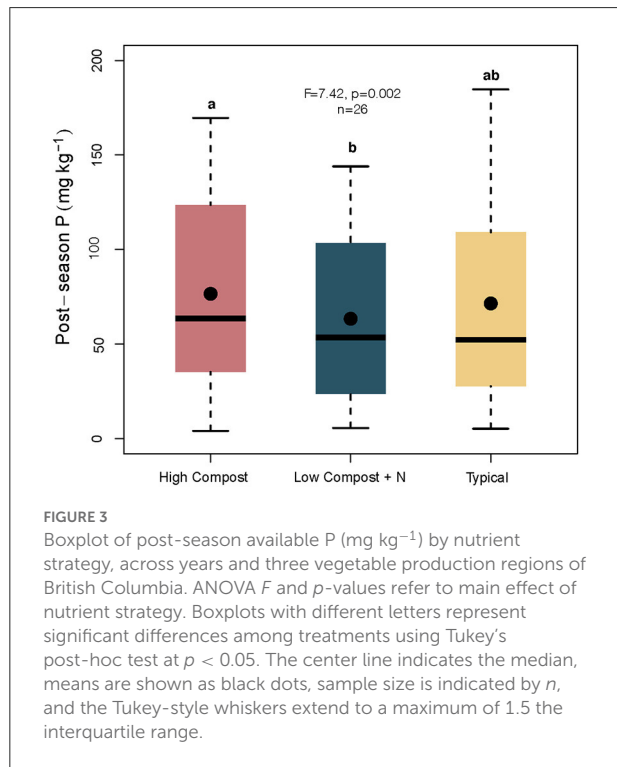 200
150
100
50
0
Post-season P (mg kg⁻¹)
a
F=7.42, p=0.002
n=26
b
ab
High Compost
Low Compost + N
Typical
FIGURE 3
Boxplot of post-season available P (mg kg⁻¹) by nutrient
strategy, across years and three vegetable production regions of
British Columbia. ANOVA F and p-values refer to main effect of
nutrient strategy. Boxplots with different letters represent
significant differences among treatments using Tukey's
post-hoc test at p < 0.05. The center line indicates the median,
means are shown as black dots, sample size is indicated by n,
and the Tukey-style whiskers extend to a maximum of 1.5 the
interquartile range.